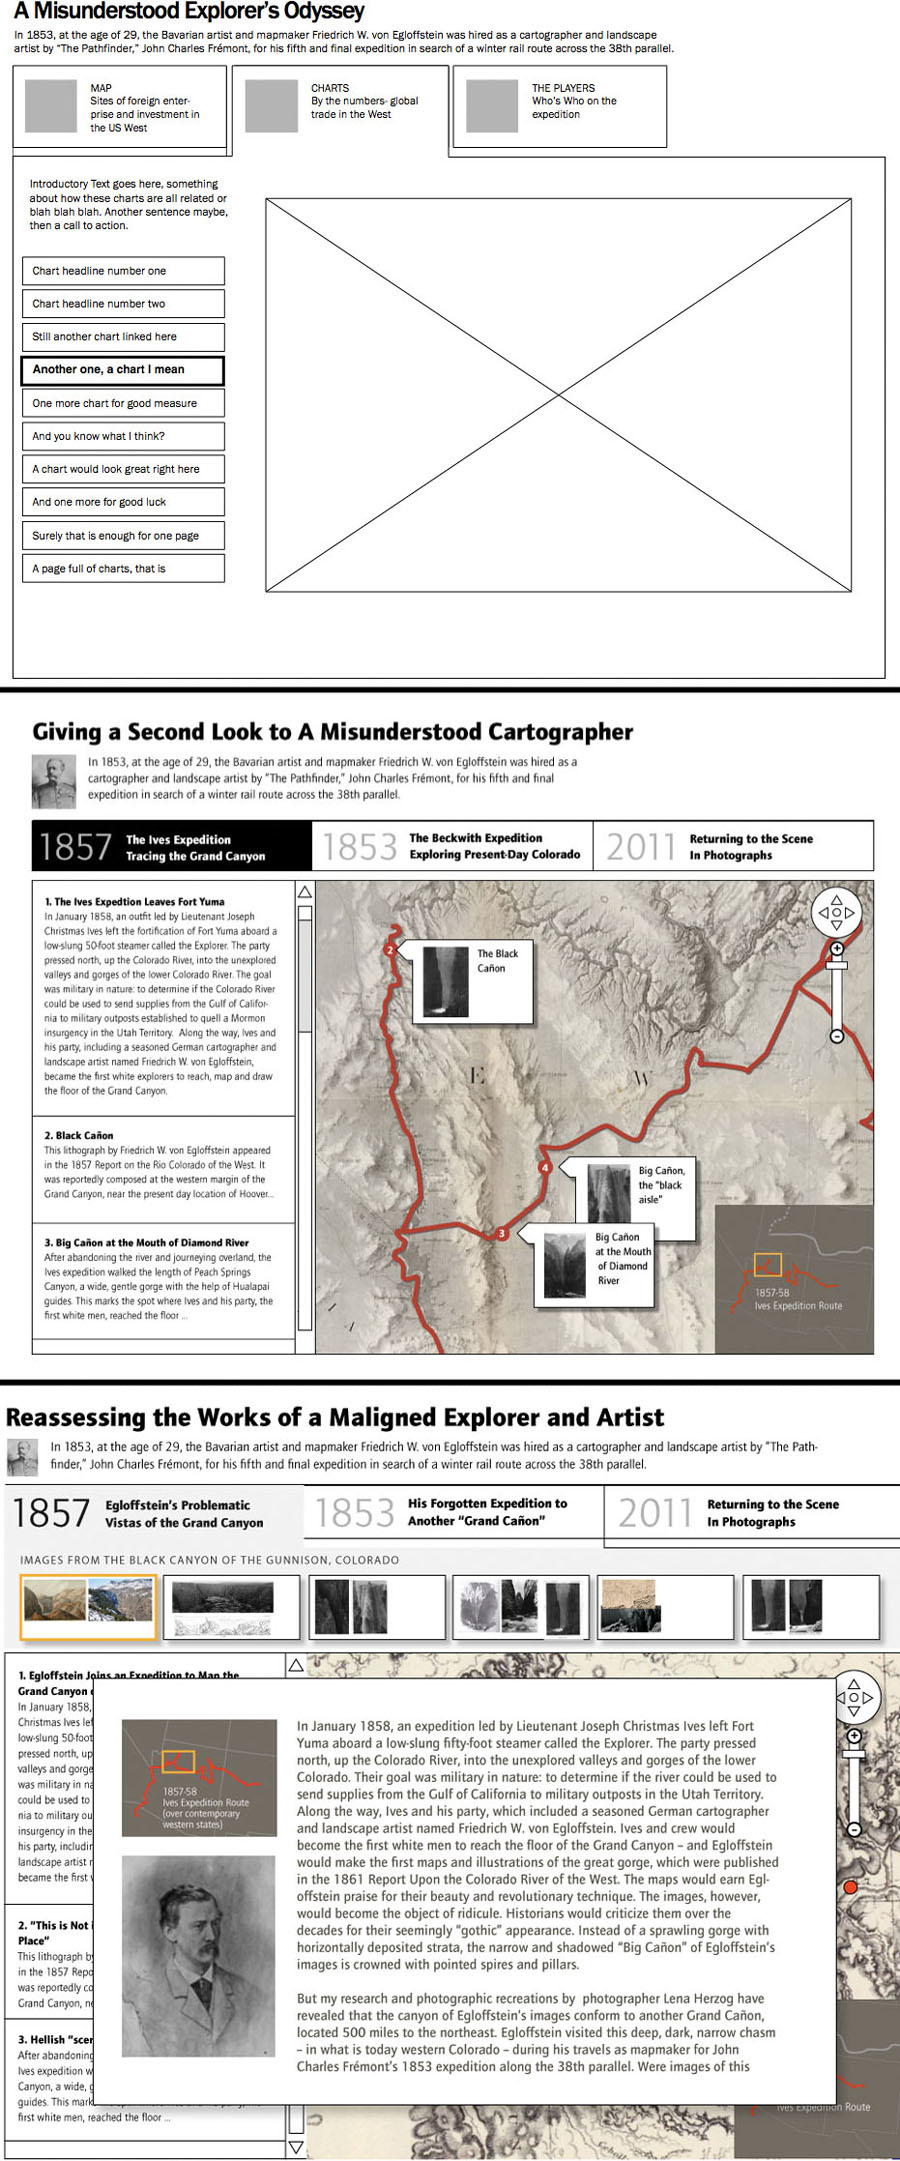 A Misunderstood Explorer's Odyssey
In 1853, at the age of 29, the Bavarian artist and mapmaker Friedrich W. von Egloffstein was hired as a cartographer and landscape
artist by "The Pathfinder," John Charles Frémont, for his fifth and final expedition in search of a winter rail route across the 38th parallel.
MAP
Sites of foreign enter-
prise and investment in
the US West
CHARTS
By the numbers- global
trade in the West
THE PLAYERS
Who's Who on the
expedition
Introductory Text goes here, something
about how these charts are all related or
blah blah blah. Another sentence maybe,
then a call to action.
Chart headline number one
Chart headline number two
Still another chart linked here
Another one, a chart I mean
One more chart for good measure
And you know what I think?
A chart would look great right here
And one more for good luck
Surely that is enough for one page
A page full of charts, that is
Giving a Second Look to A Misunderstood Cartographer
In 1853, at the age of 29, the Bavarian artist and mapmaker Friedrich W. von Egloffstein was hired as a
cartographer and landscape artist by "The Pathfinder," John Charles Frémont, for his fifth and final
expedition in search of a winter rail route across the 38th parallel.
1857 The Ives Expedition
Tracing the Grand Canyon
1853 The Beckwith Expedition
Exploring Present-Day Colorado
2011 Returning to the Scene
In Photographs
1. The Ives Expedtion Leaves Fort Yuma
In January 1858, an outfit led by Lieutenant Joseph
Christmas Ives left the fortification of Fort Yuma aboard a
low-slung 50-foot steamer called the Explorer. The party
pressed north, up the Colorado River, into the unexplored
valleys and gorges of the lower Colorado River. The goal
was military in nature: to determine if the Colorado River
could be used to send supplies from the Gulf of Califor-
nia to military outposts established to quell a Mormon
insurgency in the Utah Territory. Along the way, Ives and
his party, including a seasoned German cartographer and
landscape artist named Friedrich W. von Egloffstein,
became the first white explorers to reach, map and draw
the floor of the Grand Canyon.
2. Black Cañon
This lithograph by Friedrich W. von Egloffstein appeared
in the 1857 Report on the Rio Colorado of the West. It
was reportedly composed at the western margin of the
Grand Canyon, near the present day location of Hoover...
3. Big Cañon at the Mouth of Diamond River
After abandoning the river and journeying overland, the
Ives expedition walked the length of Peach Springs
Canyon, a wide, gentle gorge with the help of Hualapai
guides. This marks the spot where Ives and his party, the
first white men, reached the floor ...
2
The Black
Cañon
E W
4
Big Cañon,
the "black
aisle"
3
Big Cañon
at the Mouth
of Diamond
River
1857-58
Ives Expedition Route
Reassessing the Works of a Maligned Explorer and Artist
In 1853, at the age of 29, the Bavarian artist and mapmaker Friedrich W. von Egloffstein was hired as a cartographer and landscape artist by "The Path-
finder," John Charles Frémont, for his fifth and final expedition in search of a winter rail route across the 38th parallel.
1857 Egloffstein's Problematic
Vistas of the Grand Canyon
1853 His Forgotten Expedition to
Another "Grand Cañon"
2011 Returning to the Scene
In Photographs
IMAGES FROM THE BLACK CANYON OF THE GUNNISON, COLORADO
1. Egloffstein Joins an Expedition to Map the
Grand Canyon
In January 1858,
Christmas Ives lef
low-slung 50-foot
pressed north, up
valleys and gorge
was military in na
could be used to
nia to military ou
insurgency in the
his party, includin
landscape artist n
became the first
2. "This is Not
Place"
This lithograph by
in the 1857 Repo
was reportedly co
Grand Canyon, ne
3. Hellish "scen
After abandoning
Ives expedition w
Canyon, a wide, g
guides. This mark
first white men, reached the floor ...
1857-58
Ives Expedition Route
(over contemporary
western states)
In January 1858, an expedition led by Lieutenant Joseph Christmas Ives left Fort
Yuma aboard a low-slung fifty-foot steamer called the Explorer. The party pressed
north, up the Colorado River, into the unexplored valleys and gorges of the lower
Colorado. Their goal was military in nature: to determine if the river could be used to
send supplies from the Gulf of California to military outposts in the Utah Territory.
Along the way, Ives and his party, which included a seasoned German cartographer
and landscape artist named Friedrich W. von Egloffstein. Ives and crew would
become the first white men to reach the floor of the Grand Canyon – and Egloffstein
would make the first maps and illustrations of the great gorge, which were published
in the 1861 Report Upon the Colorado River of the West. The maps would earn Egl-
offstein praise for their beauty and revolutionary technique. The images, however,
would become the object of ridicule. Historians would criticize them over the
decades for their seemingly "gothic" appearance. Instead of a sprawling gorge with
horizontally deposited strata, the narrow and shadowed "Big Cañon" of Egloffstein's
images is crowned with pointed spires and pillars.
But my research and photographic recreations by photographer Lena Herzog have
revealed that the canyon of Egloffstein's images conform to another Grand Cañon,
located 500 miles to the northeast. Egloffstein visited this deep, dark, narrow chasm
– in what is today western Colorado – during his travels as mapmaker for John
Charles Frémont's 1853 expedition along the 38th parallel. Were images of this
Ives Expedition Route